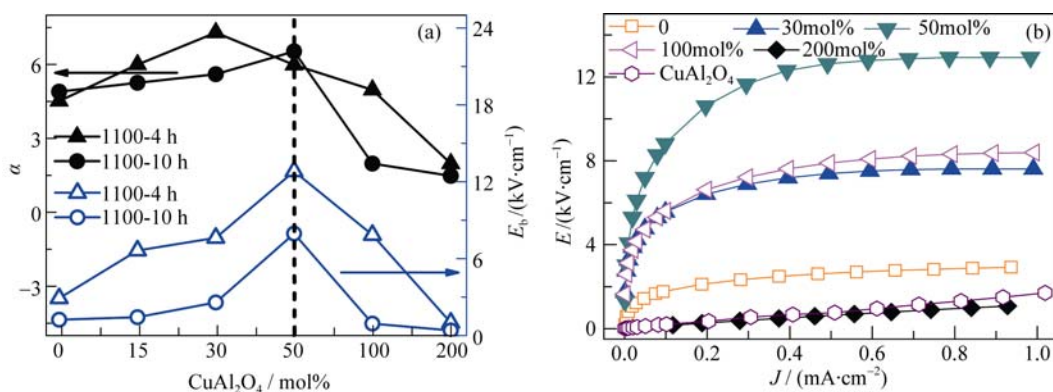 (a)
24
18
12
6
0
E_b/(kV·cm⁻¹)
6
3
0
−3
α
1100-4 h
1100-10 h
1100-4 h
1100-10 h
0 15 30 50 100 200
CuAl₂O₄ / mol%
(b)
0 30mol% 50mol%
100mol% 200mol%
CuAl₂O₄
12
8
4
0
E/(kV·cm⁻¹)
0.0 0.2 0.4 0.6 0.8 1.0
J / (mA·cm⁻²)